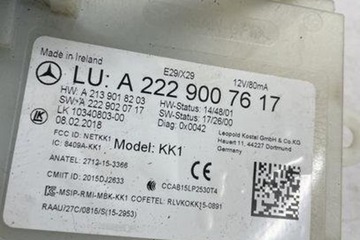 Made in Ireland
E29/X29 12V/80mA
LU: A 222 900 76 17
HW: A 213 901 82 03 HW-Status: 14/48/01
SW: A 222 902 07 17 SW-Status: 17/26/00
LK 10340803-00 Diag: 0x0042
08.02.2018
Leopold Kostal GmbH & Co.KG
Hauert 11, 44227 Dortmund
Germany
FCC ID: NETKK1
IC: 8409A-KK1 Model: KK1
ANATEL: 2712-15-3366
CMIIT ID: 2015DJ2633 CCAB15LP2530T4
-MSIP-RMI-MBK-KK1 COFETEL: RLVKOKK15-0891
RAAU/27C/0815/S(15-2953)